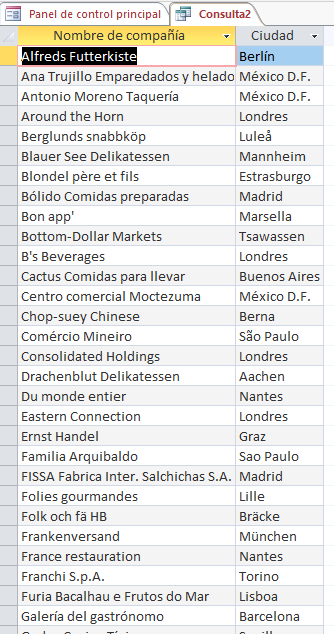 Panel de control principal Consulta2
Nombre de compañía Ciudad
Alfreds Futterkiste Berlín
Ana Trujillo Emparedados y helado México D.F.
Antonio Moreno Taquería México D.F.
Around the Horn Londres
Berglunds snabbköp Luleå
Blauer See Delikatessen Mannheim
Blondel père et fils Estrasburgo
Bólido Comidas preparadas Madrid
Bon app' Marsella
Bottom-Dollar Markets Tsawassen
B's Beverages Londres
Cactus Comidas para llevar Buenos Aires
Centro comercial Moctezuma México D.F.
Chop-suey Chinese Berna
Comércio Mineiro São Paulo
Consolidated Holdings Londres
Drachenblut Delikatessen Aachen
Du monde entier Nantes
Eastern Connection Londres
Ernst Handel Graz
Familia Arquibaldo Sao Paulo
FISSA Fabrica Inter. Salchichas S.A. Madrid
Folies gourmandes Lille
Folk och fä HB Bräcke
Frankenversand München
France restauration Nantes
Franchi S.p.A. Torino
Furia Bacalhau e Frutos do Mar Lisboa
Galería del gastrónomo Barcelona